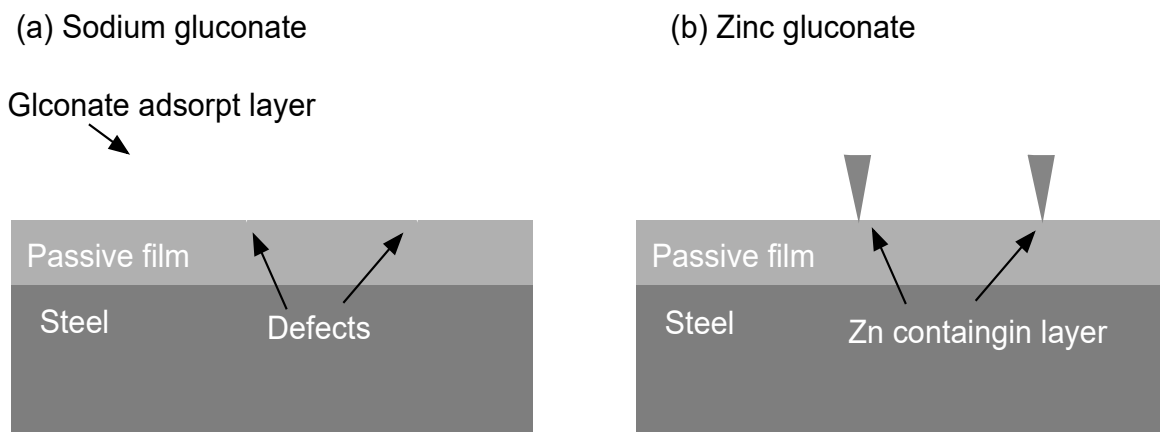 (a) Sodium gluconate
(b) Zinc gluconate
Glconate adsorpt layer
Passive film
Steel
Defects
Passive film
Steel
Zn containgin layer